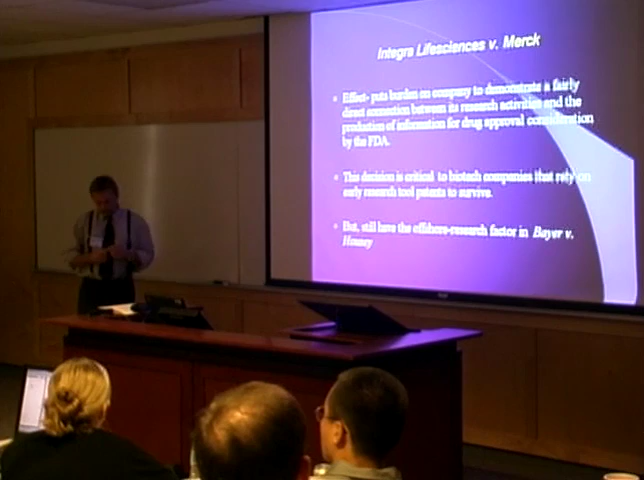 Integra Lifesciences v. Merck
• Effect- puts burden on company to demonstrate a fairly
direct connection between its research activities and the
production of information for drug approval consideration
by the FDA.
• This decision is critical to biotech companies that rely on
early research tool patents to survive.
• But, still have the offshore-research factor in Bayer v.
Housey